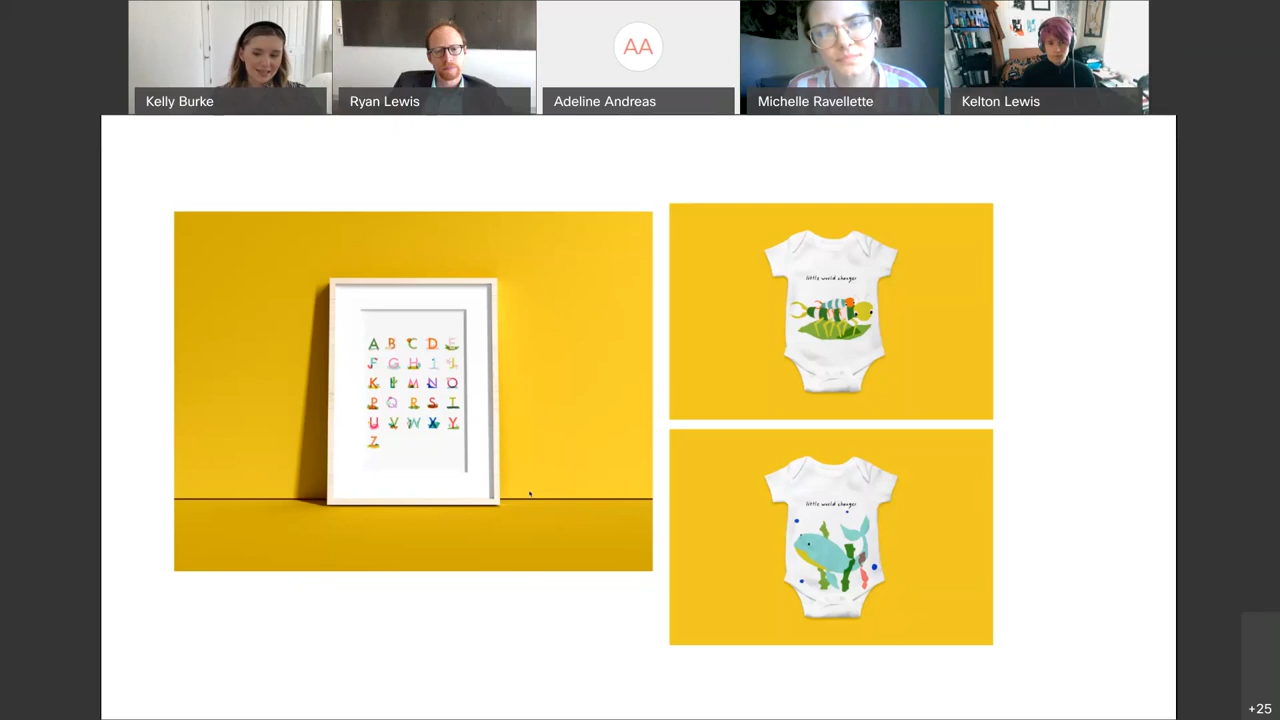 Kelly Burke
Ryan Lewis
AA
Adeline Andreas
Michelle Ravellette
Kelton Lewis
A B C D E
F G H I J
K L M N O
P Q R S T
U V W X Y
Z
little world changer
little world changer
+25